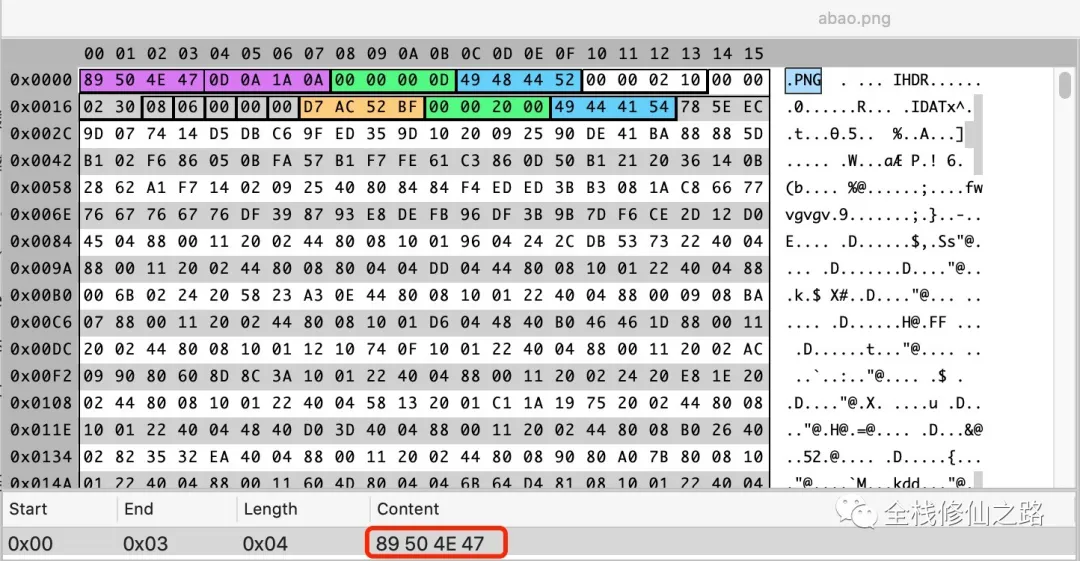 abao.png
00 01 02 03 04 05 06 07 08 09 0A 0B 0C 0D 0E 0F 10 11 12 13 14 15
0x0000 89 50 4E 47 0D 0A 1A 0A 00 00 00 0D 49 48 44 52 00 00 02 10 00 00 .PNG .... IHDR......
0x0016 02 30 08 06 00 00 00 D7 AC 52 BF 00 00 20 00 49 44 41 54 78 5E EC .0......R... .IDATx^.
0x002C 9D 07 74 14 D5 DB C6 9F ED 35 9D 10 20 09 25 90 DE 41 BA 88 88 5D .t...θ.5.. %..A...]
0x0042 B1 02 F6 86 05 0B FA 57 B1 F7 FE 61 C3 86 0D 50 B1 21 20 36 14 0B ..... .W...aÆ P.! 6.
0x0058 28 62 A1 F7 14 02 09 25 40 80 84 84 F4 ED ED 3B B3 08 1A C8 66 77 (b.... %@......;....fw
0x006E 76 67 76 67 76 DF 39 87 93 E8 DE FB 96 DF 3B 9B 7D F6 CE 2D 12 D0 vgvgv.9.......;.}..-..
0x0084 45 04 88 00 11 20 02 44 80 08 10 01 96 04 24 2C DB 53 73 22 40 04 E.... .D......$,.Ss"@.
0x009A 88 00 11 20 02 44 80 08 80 04 04 DD 04 44 80 08 10 01 22 40 04 88 ... .D.......D...."@..
0x00B0 00 6B 02 24 20 58 23 A3 0E 44 80 08 10 01 22 40 04 88 00 09 08 BA .k.$ X#..D...."@... ..
0x00C6 07 88 00 11 20 02 44 80 08 10 01 D6 04 48 40 B0 46 46 1D 88 00 11 .... .D......H@.FF ...
0x00DC 20 02 44 80 08 10 01 12 10 74 0F 10 01 22 40 04 88 00 11 20 02 AC .D......t..."@.... ..
0x00F2 09 90 80 60 8D 8C 3A 10 01 22 40 04 88 00 11 20 02 24 20 E8 1E 20 ..`..:.."@.... .$ .
0x0108 02 44 80 08 10 01 22 40 04 58 13 20 01 C1 1A 19 75 20 02 44 80 08 .D...."@.X. ....u .D..
0x011E 10 01 22 40 04 48 40 D0 3D 40 04 88 00 11 20 02 44 80 08 B0 26 40 .."@.H@.=@.... .D...&@
0x0134 02 82 35 32 EA 40 04 88 00 11 20 02 44 80 08 90 80 A0 7B 80 08 10 ..52.@.... .D.....{...
0x014A 01 22 40 04 88 00 11 60 4D 80 04 04 6B 64 D4 81 08 10 01 22 40 04 ."@....`M...kdd..."@.
Start End Length Content
0x00 0x03 0x04 89 50 4E 47
全栈修仙之路